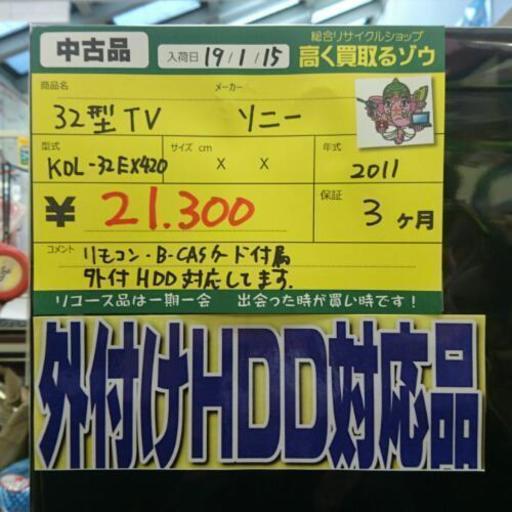 中古品 入荷日 19/1/15 総合リサイクルショップ
高く買取るゾウ
商品名 メーカー
32型TV ソニー
型式 サイズ cm 年式
KDL-32EX420 X X 2011
¥ 21.300 保証 3ヶ月
コメント リモコン・B-CASカード付属
外付HDD対応してます.
リユース品は一期一会 出会った時が買い時です!
外付けHDD対応品